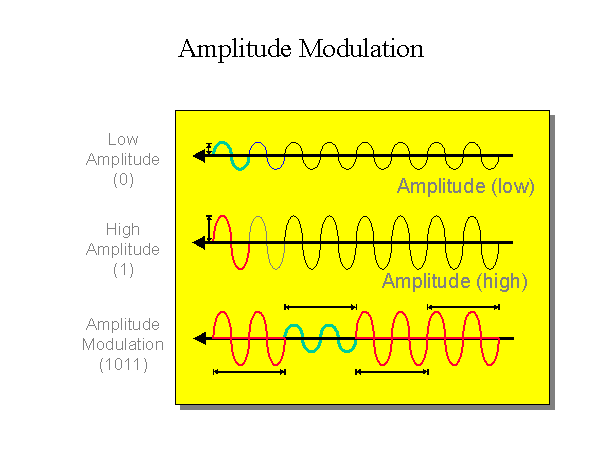 Amplitude Modulation
Low
Amplitude
(0)
Amplitude (low)
High
Amplitude
(1)
Amplitude (high)
Amplitude
Modulation
(1011)